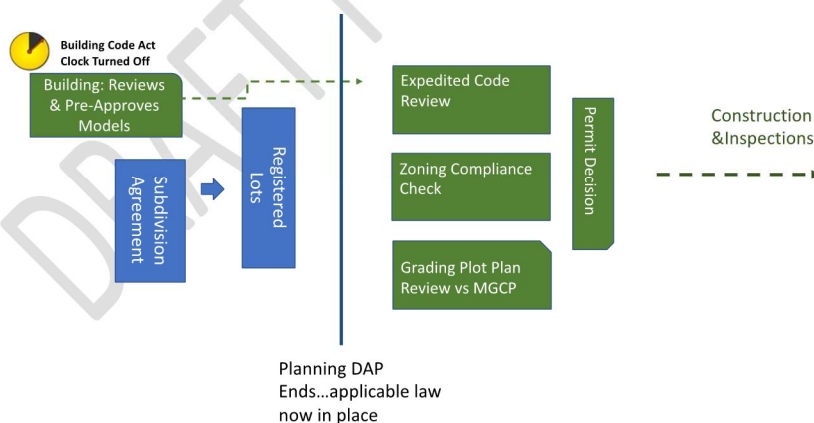 DRAFT
Building Code Act
Clock Turned Off
Building: Reviews
& Pre-Approves
Models
Subdivision
Agreement
Registered
Lots
Expedited Code
Review
Zoning Compliance
Check
Grading Plot Plan
Review vs MGCP
Permit Decision
Construction
&Inspections
Planning DAP
Ends...applicable law
now in place